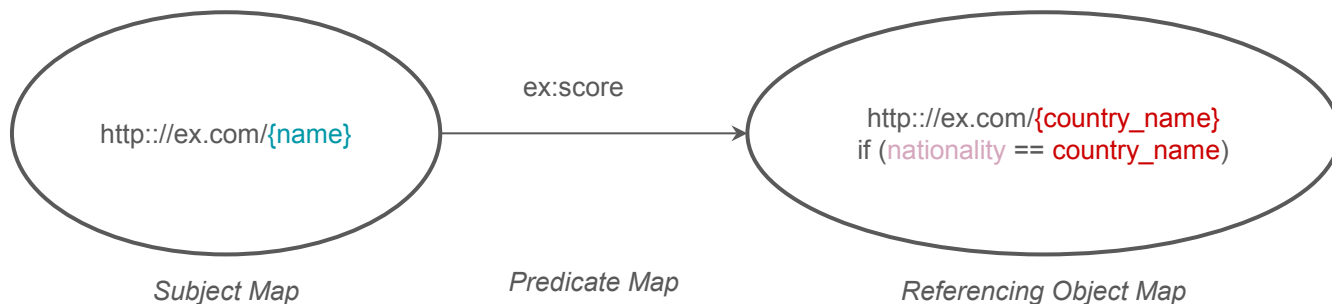 ex:score
http:://ex.com/{name}
http:://ex.com/{country_name}
if (nationality == country_name)
Subject Map
Predicate Map
Referencing Object Map